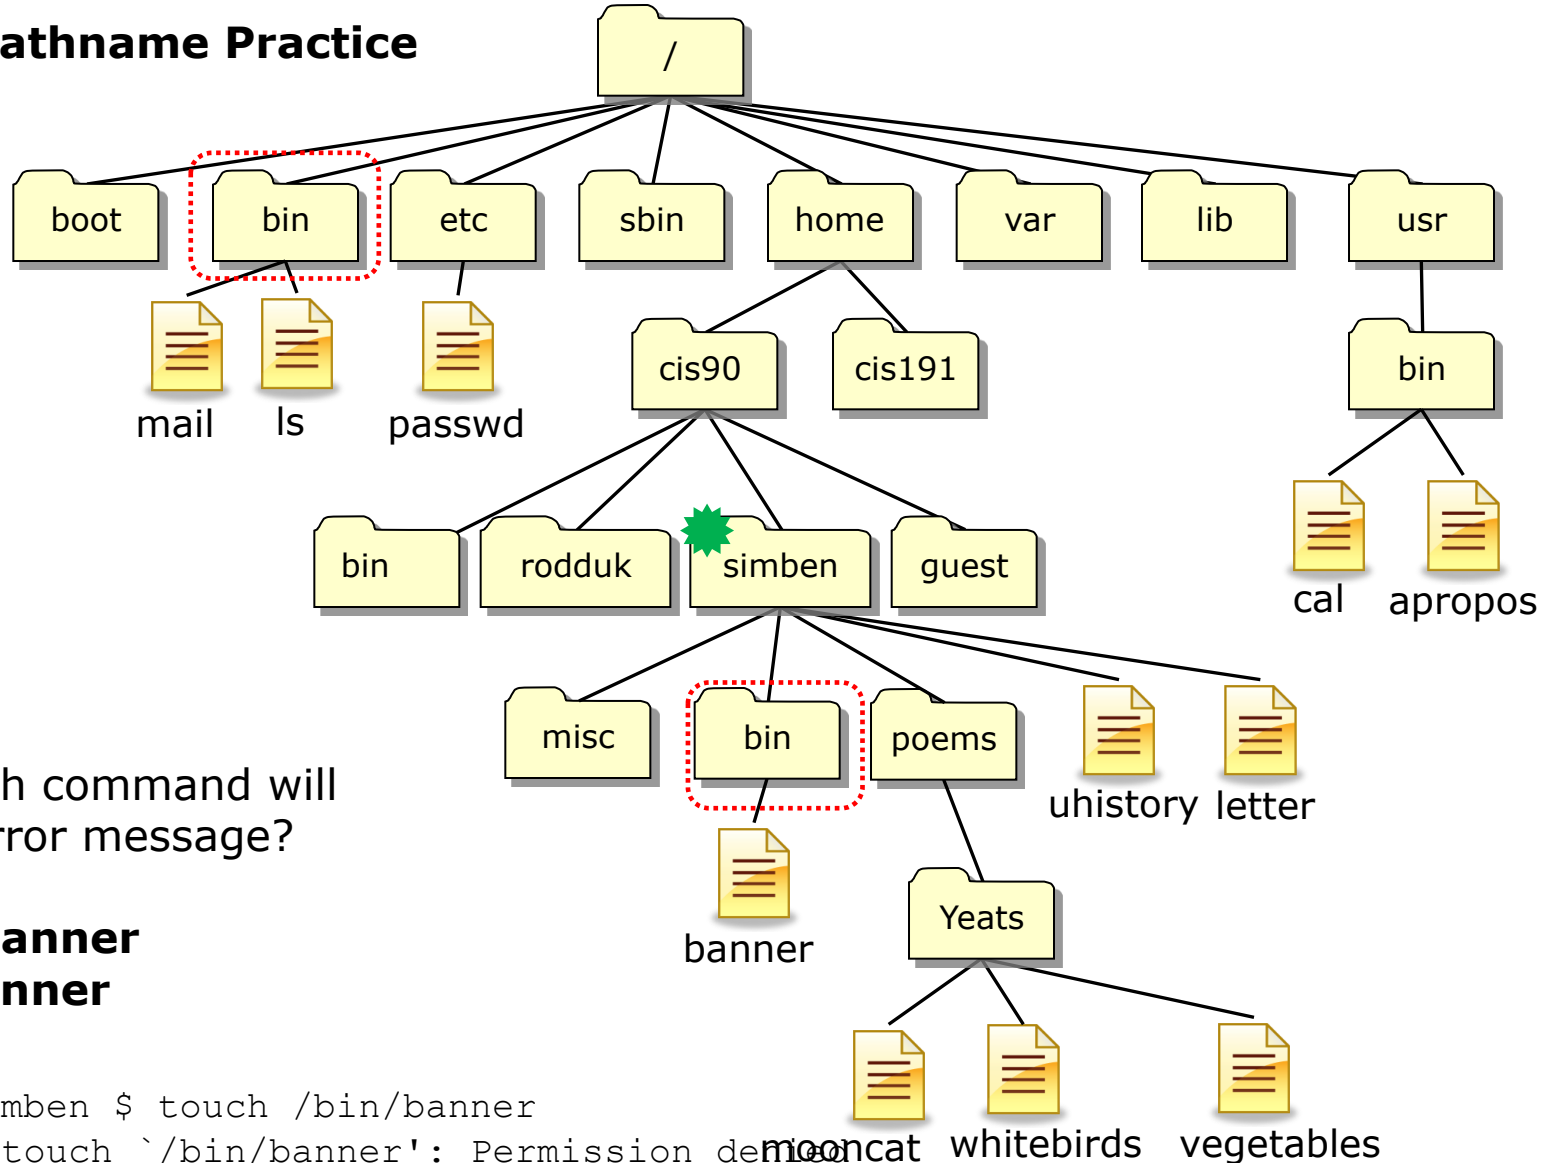 athname Practice
/
boot bin etc sbin home var lib usr
mail ls passwd
cis90 cis191 bin
cal apropos
bin rodduk simben guest
misc bin poems
uhistory letter
h command will
rror message?
banner
Yeats
anner
nner
mben $ touch /bin/banner
touch `/bin/banner': Permission denied
mooncat whitebirds vegetables